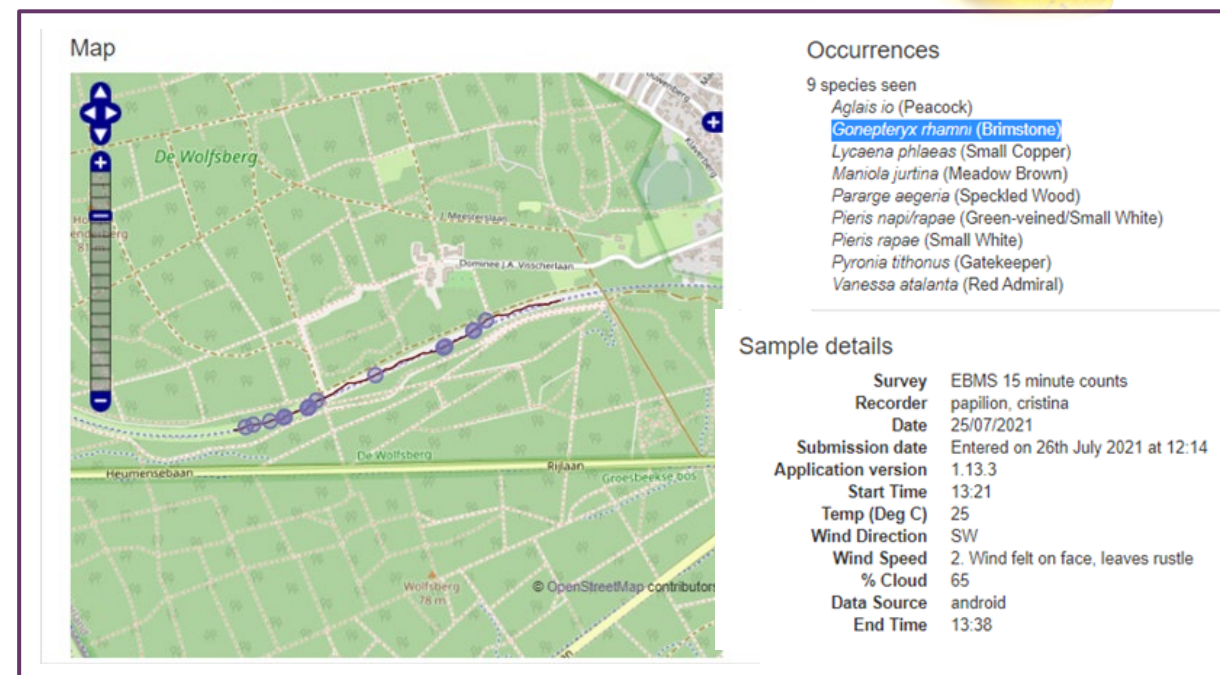 Map
De Wolfsberg
J. Meesterslaan
Klaverberg
Dominee J.A. Visscherlaan
81 m
De Wolfsberg
Heumensebaan
Rijlaan
Groesbeekse bos
Wolfsberg
78 m
© OpenStreetMap contributors
Occurrences
9 species seen
Aglais io (Peacock)
Gonepteryx rhamni (Brimstone)
Lycaena phlaeas (Small Copper)
Maniola jurtina (Meadow Brown)
Pararge aegeria (Speckled Wood)
Pieris napi/rapae (Green-veined/Small White)
Pieris rapae (Small White)
Pyronia tithonus (Gatekeeper)
Vanessa atalanta (Red Admiral)
Sample details
Survey EBMS 15 minute counts
Recorder papilion, cristina
Date 25/07/2021
Submission date Entered on 26th July 2021 at 12:14
Application version 1.13.3
Start Time 13:21
Temp (Deg C) 25
Wind Direction SW
Wind Speed 2. Wind felt on face, leaves rustle
% Cloud 65
Data Source android
End Time 13:38